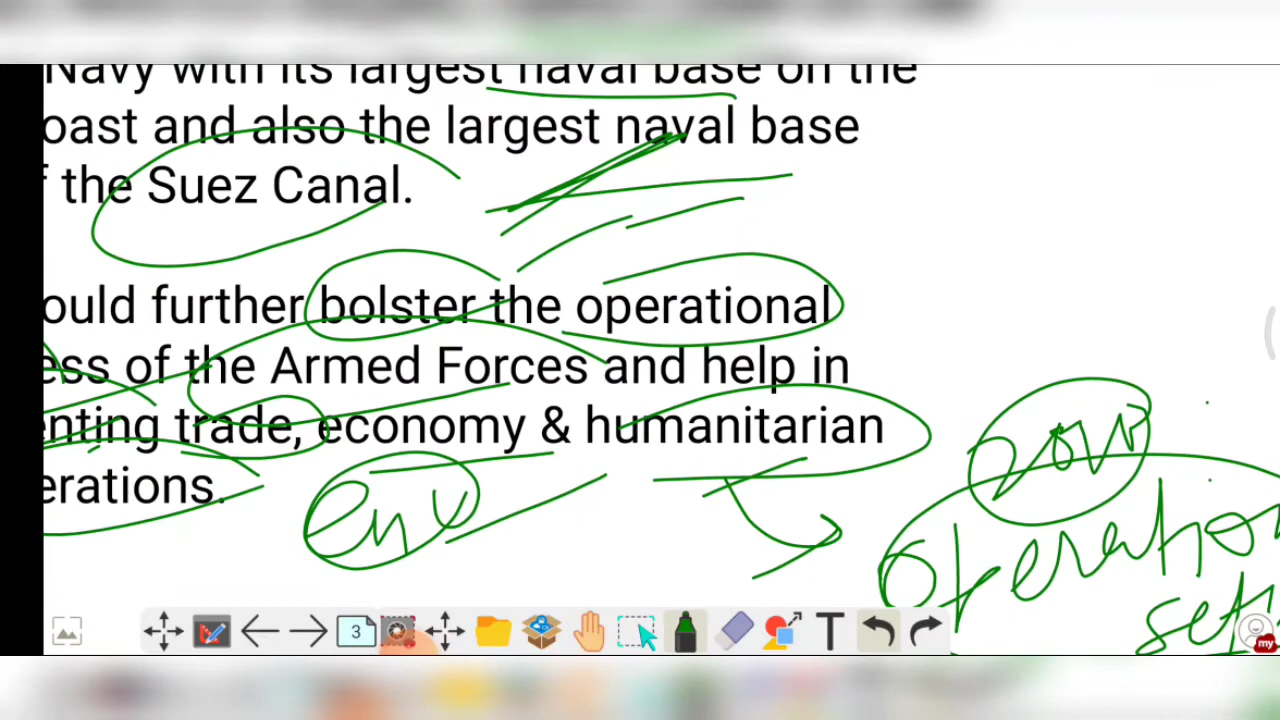 Navy with its largest naval base on the
oast and also the largest naval base
f the Suez Canal.
ould further bolster the operational
ess of the Armed Forces and help in
enting trade, economy & humanitarian
erations.
env
Operation
3
T
my